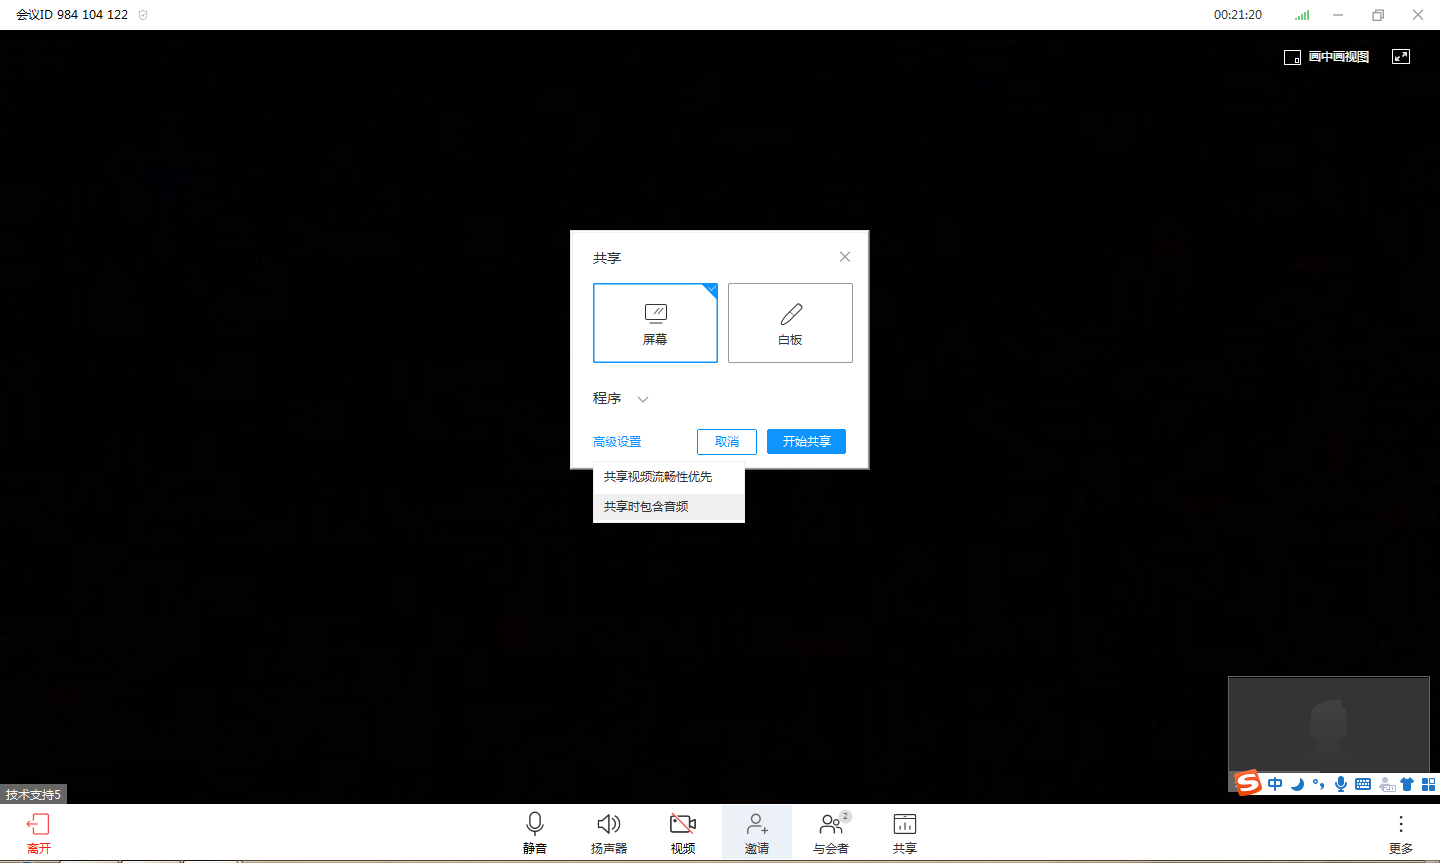 会议ID 984 104 122
00:21:20
画中画视图
共享
屏幕
白板
程序
高级设置
取消
开始共享
共享视频流畅性优先
共享时包含音频
中
技术支持5
离开
静音
扬声器
视频
邀请
2
与会者
共享
更多